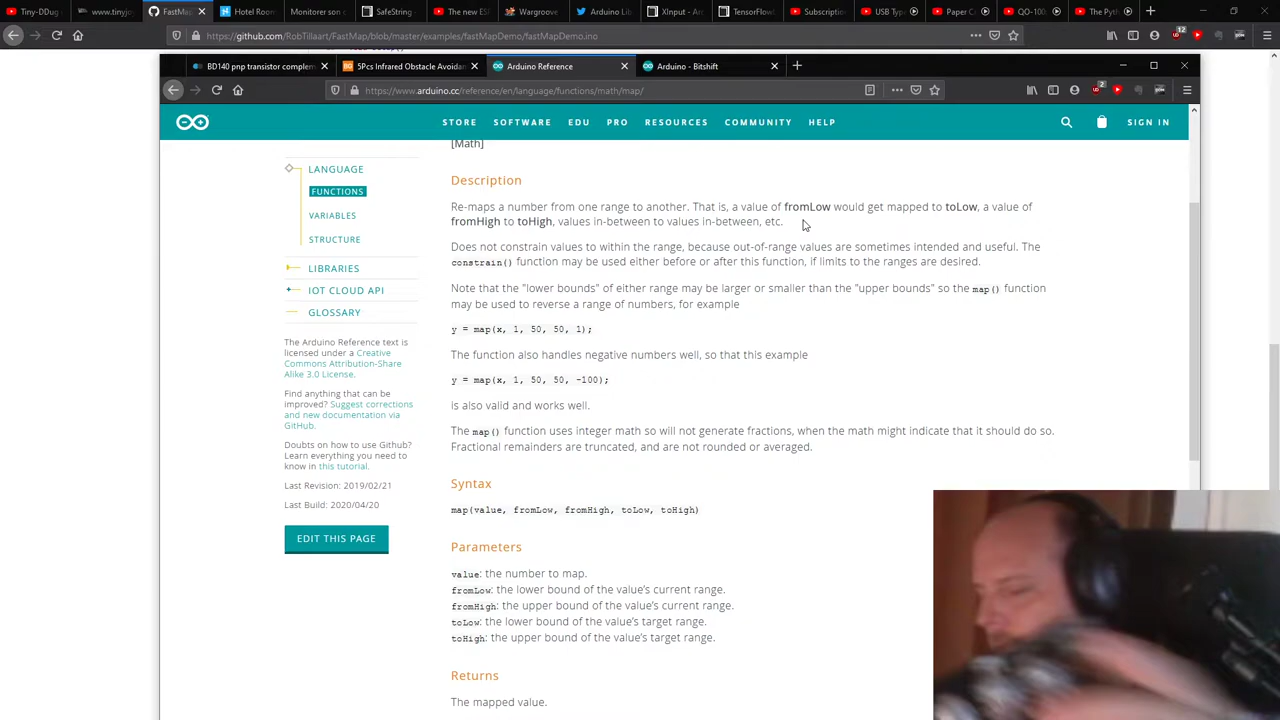 Tiny-DDug
www.tinyjoy
FastMap
Hotel Room
Monitorer son c
SafeString -
The new ES
Wargroove
Arduino Lib
XInput - Ard
TensorFlowL
Subscription
USB Type
Paper C
QO-100
The Pytho
https://github.com/RobTillaart/FastMap/blob/master/examples/fastMapDemo/fastMapDemo.ino
12
BD140 pnp transistor complem
5Pcs Infrared Obstacle Avoidan
Arduino Reference
Arduino - Bitshift
https://www.arduino.cc/reference/en/language/functions/math/map/
2
STORE SOFTWARE EDU PRO RESOURCES COMMUNITY HELP
SIGN IN
LANGUAGE
FUNCTIONS
VARIABLES
STRUCTURE
LIBRARIES
IOT CLOUD API
GLOSSARY
The Arduino Reference text is
licensed under a Creative
Commons Attribution-Share
Alike 3.0 License.
Find anything that can be
improved? Suggest corrections
and new documentation via
GitHub.
Doubts on how to use Github?
Learn everything you need to
know in this tutorial.
Last Revision: 2019/02/21
Last Build: 2020/04/20
EDIT THIS PAGE
[Math]
Description
Re-maps a number from one range to another. That is, a value of fromLow would get mapped to toLow, a value of
fromHigh to toHigh, values in-between to values in-between, etc.
Does not constrain values to within the range, because out-of-range values are sometimes intended and useful. The
constrain() function may be used either before or after this function, if limits to the ranges are desired.
Note that the "lower bounds" of either range may be larger or smaller than the "upper bounds" so the map() function
may be used to reverse a range of numbers, for example
y = map(x, 1, 50, 50, 1);
The function also handles negative numbers well, so that this example
y = map(x, 1, 50, 50, -100);
is also valid and works well.
The map() function uses integer math so will not generate fractions, when the math might indicate that it should do so.
Fractional remainders are truncated, and are not rounded or averaged.
Syntax
map(value, fromLow, fromHigh, toLow, toHigh)
Parameters
value: the number to map.
fromLow: the lower bound of the value's current range.
fromHigh: the upper bound of the value's current range.
toLow: the lower bound of the value's target range.
toHigh: the upper bound of the value's target range.
Returns
The mapped value.